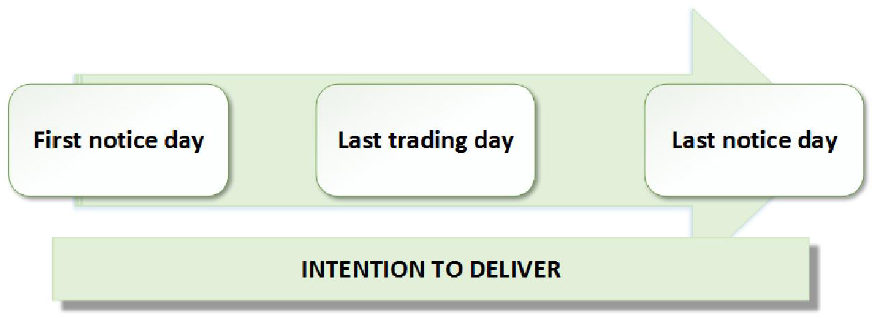 First notice day
Last trading day
Last notice day
INTENTION TO DELIVER